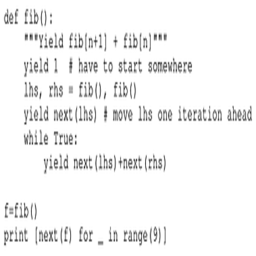 def fib():
    """Yield fib[n+1] + fib[n]"""
    yield 1  # have to start somewhere
    lhs, rhs = fib(), fib()
    yield next(lhs) # move lhs one iteration ahead
    while True:
        yield next(lhs)+next(rhs)

f=fib()
print [next(f) for _ in range(9)]